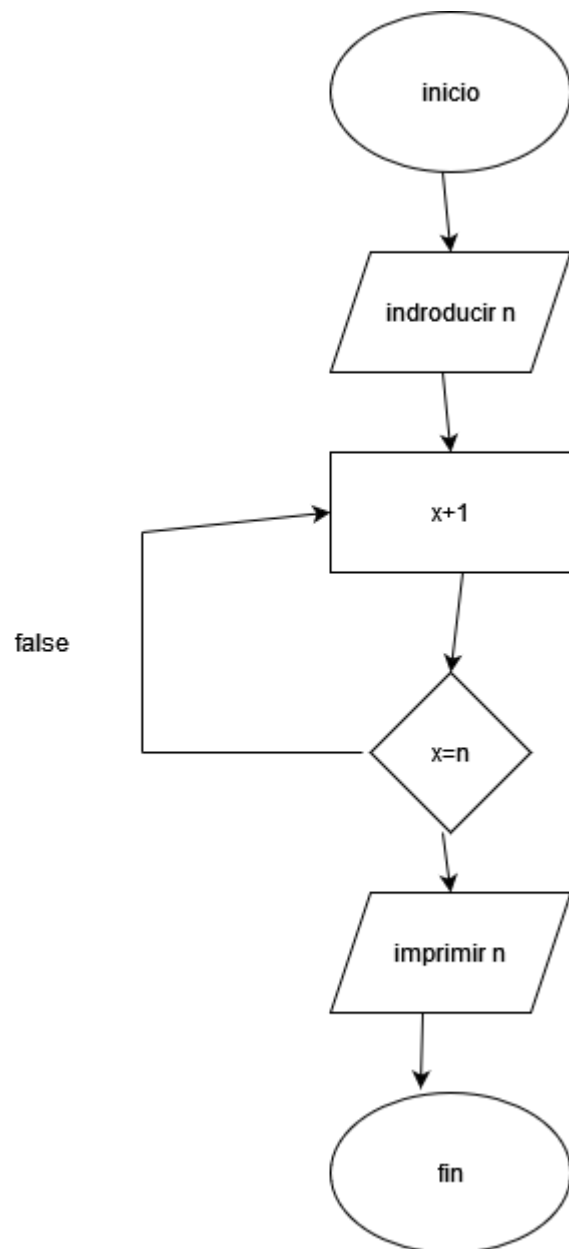 inicio
indroducir n
x+1
false
x=n
imprimir n
fin